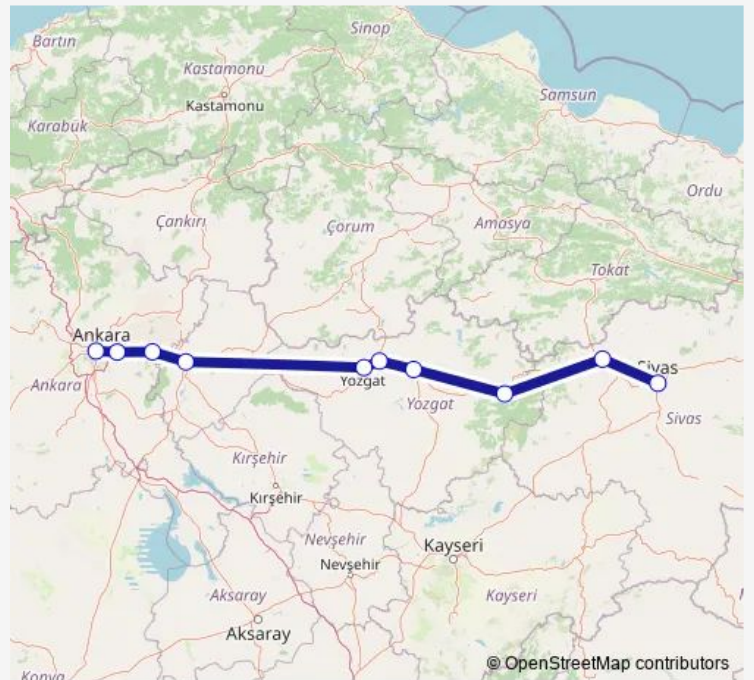 Sinop
Bartın
Kastamonu
Kastamonu
Samsun
Karabük
Ordu
Çankırı
Çorum
Amasya
Tokat
Ankara
Sivas
Yozgat
Ankara
Yozgat
Sivas
Kırşehir
Kırşehir
Nevşehir
Kayseri
Nevşehir
Aksaray
Kayseri
Aksaray
© OpenStreetMap contributors
Konya